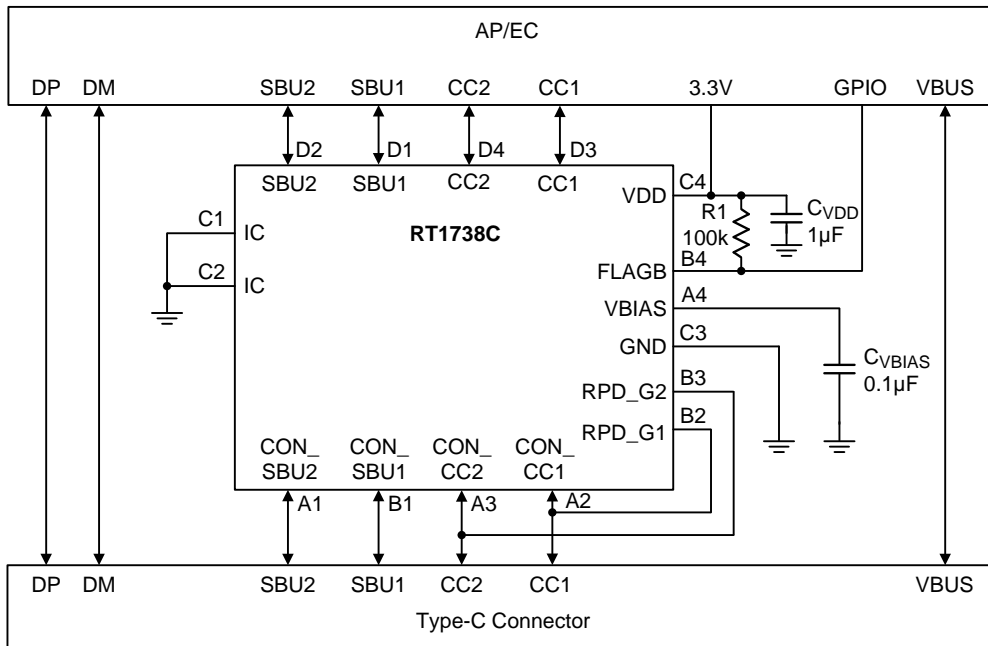 AP/EC
DP DM SBU2 SBU1 CC2 CC1 3.3V GPIO VBUS
D2 D1 D4 D3
SBU2 SBU1 CC2 CC1
VDD C4
R1
100k
CVDD
1µF
C1 IC
RT1738C
C2 IC
FLAGB B4
VBIAS A4
GND C3
CVBIAS
0.1µF
RPD_G2 B3
RPD_G1 B2
CON_ CON_ CON_ CON_
SBU2 SBU1 CC2 CC1
A1 B1 A3 A2
DP DM SBU2 SBU1 CC2 CC1 VBUS
Type-C Connector